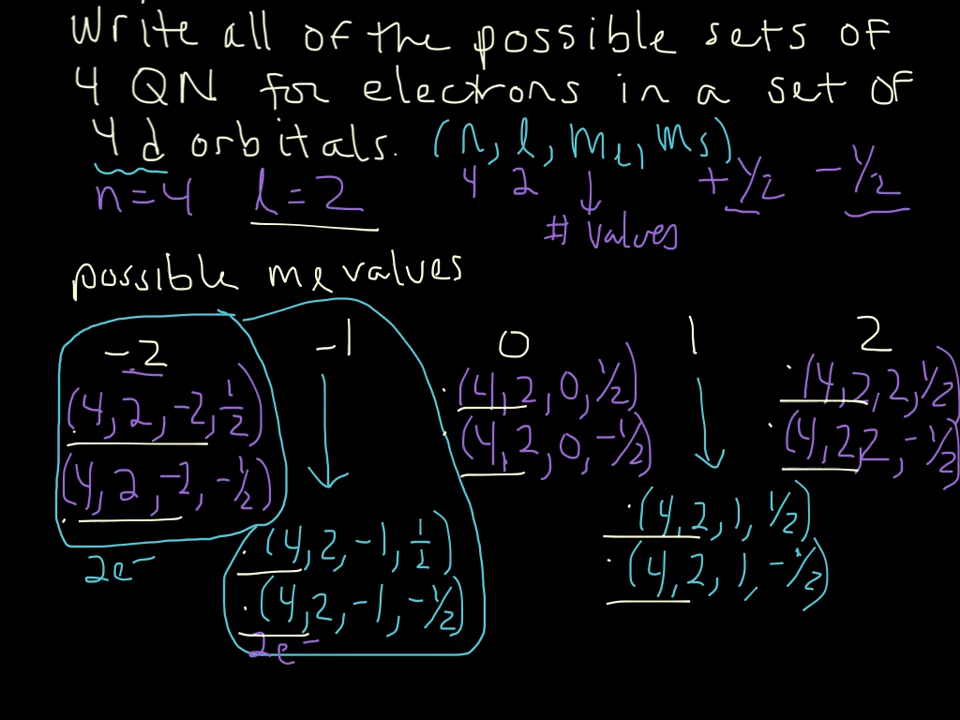 Write all of the possible sets of
4 QN for electrons in a set of
4d orbitals. (n, l, ml, ms)
n=4 l=2 4 2 +1/2 -1/2
# values
possible ml values
-2 -1 0 1 2
(4, 2, -2, 1/2) (4, 2, 0, 1/2) (4, 2, 2, 1/2)
(4, 2, -2, -1/2) (4, 2, 0, -1/2) (4, 2, 2, -1/2)
(4, 2, -1, 1/2) (4, 2, 1, 1/2)
2e- (4, 2, -1, -1/2) (4, 2, 1, -1/2)
2e-